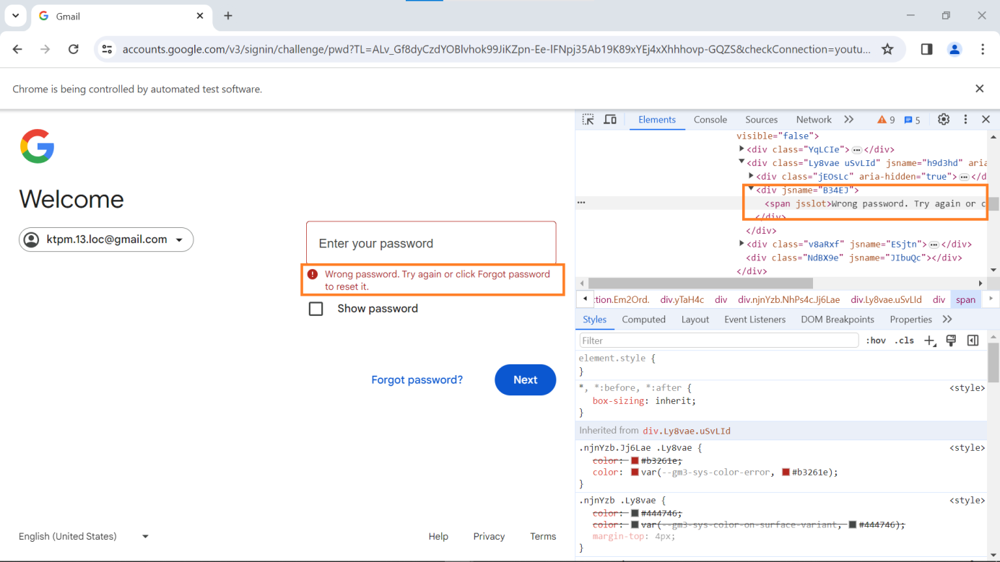 Gmail
accounts.google.com/v3/signin/challenge/pwd?TL=ALv_Gf8dyCzdYOBlvhok99JiKZpn-Ee-lFNpj35Ab19K89xYEj4xXhhhovp-GQZS&checkConnection=youtu...
Chrome is being controlled by automated test software.
Welcome
ktpm.13.loc@gmail.com
Enter your password
Wrong password. Try again or click Forgot password
to reset it.
Show password
Forgot password?
Next
English (United States)
Help
Privacy
Terms
Elements
Console
Sources
Network
9
5
visible="false">
<div class="YqLCIe">…</div>
<div class="Ly8vae uSvLId" jsname="h9d3hd" aria
<div class="jEOsLc" aria-hidden="true">…</d
<div jsname="B34EJ">
<span jsslot>Wrong password. Try again or c
</div>
</div>
<div class="v8aRxf" jsname="ESjtn">…</div>
<div class="NdBX9e" jsname="JIbuQc"></div>
</div>
:tion.Em2Ord.
div.yTaH4c
div
div.njnYzb.NhPs4c.Jj6Lae
div.Ly8vae.uSvLId
div
span
Styles
Computed
Layout
Event Listeners
DOM Breakpoints
Properties
Filter
:hov
.cls
element.style {
}
*, *:before, *:after {
<style>
box-sizing: inherit;
}
Inherited from div.Ly8vae.uSvLId
.njnYzb.Jj6Lae .Ly8vae {
<style>
color: #b3261e;
color: var(--gm3-sys-color-error, #b3261e);
}
.njnYzb .Ly8vae {
<style>
color: #444746;
color: var(--gm3-sys-color-on-surface-variant, #444746);
margin-top: 4px;
}